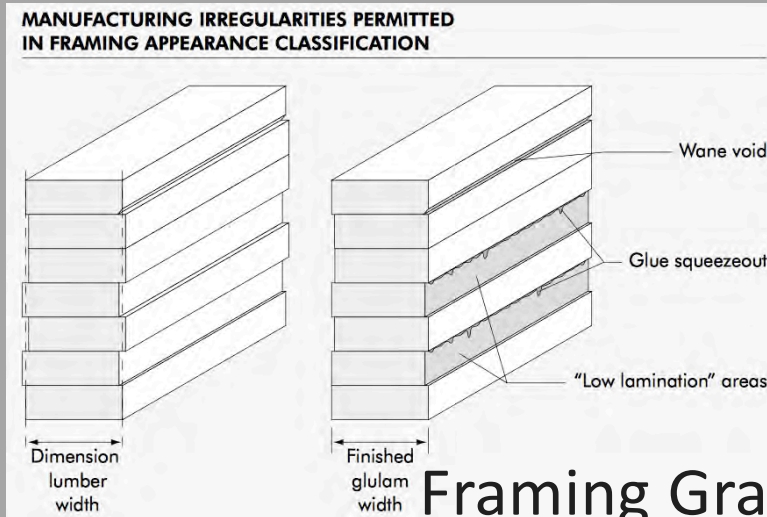 MANUFACTURING IRREGULARITIES PERMITTED
IN FRAMING APPEARANCE CLASSIFICATION
Wane void
Glue squeezeout
“Low lamination” areas
Dimension
lumber
width
Finished
glulam
width
Framing Gra